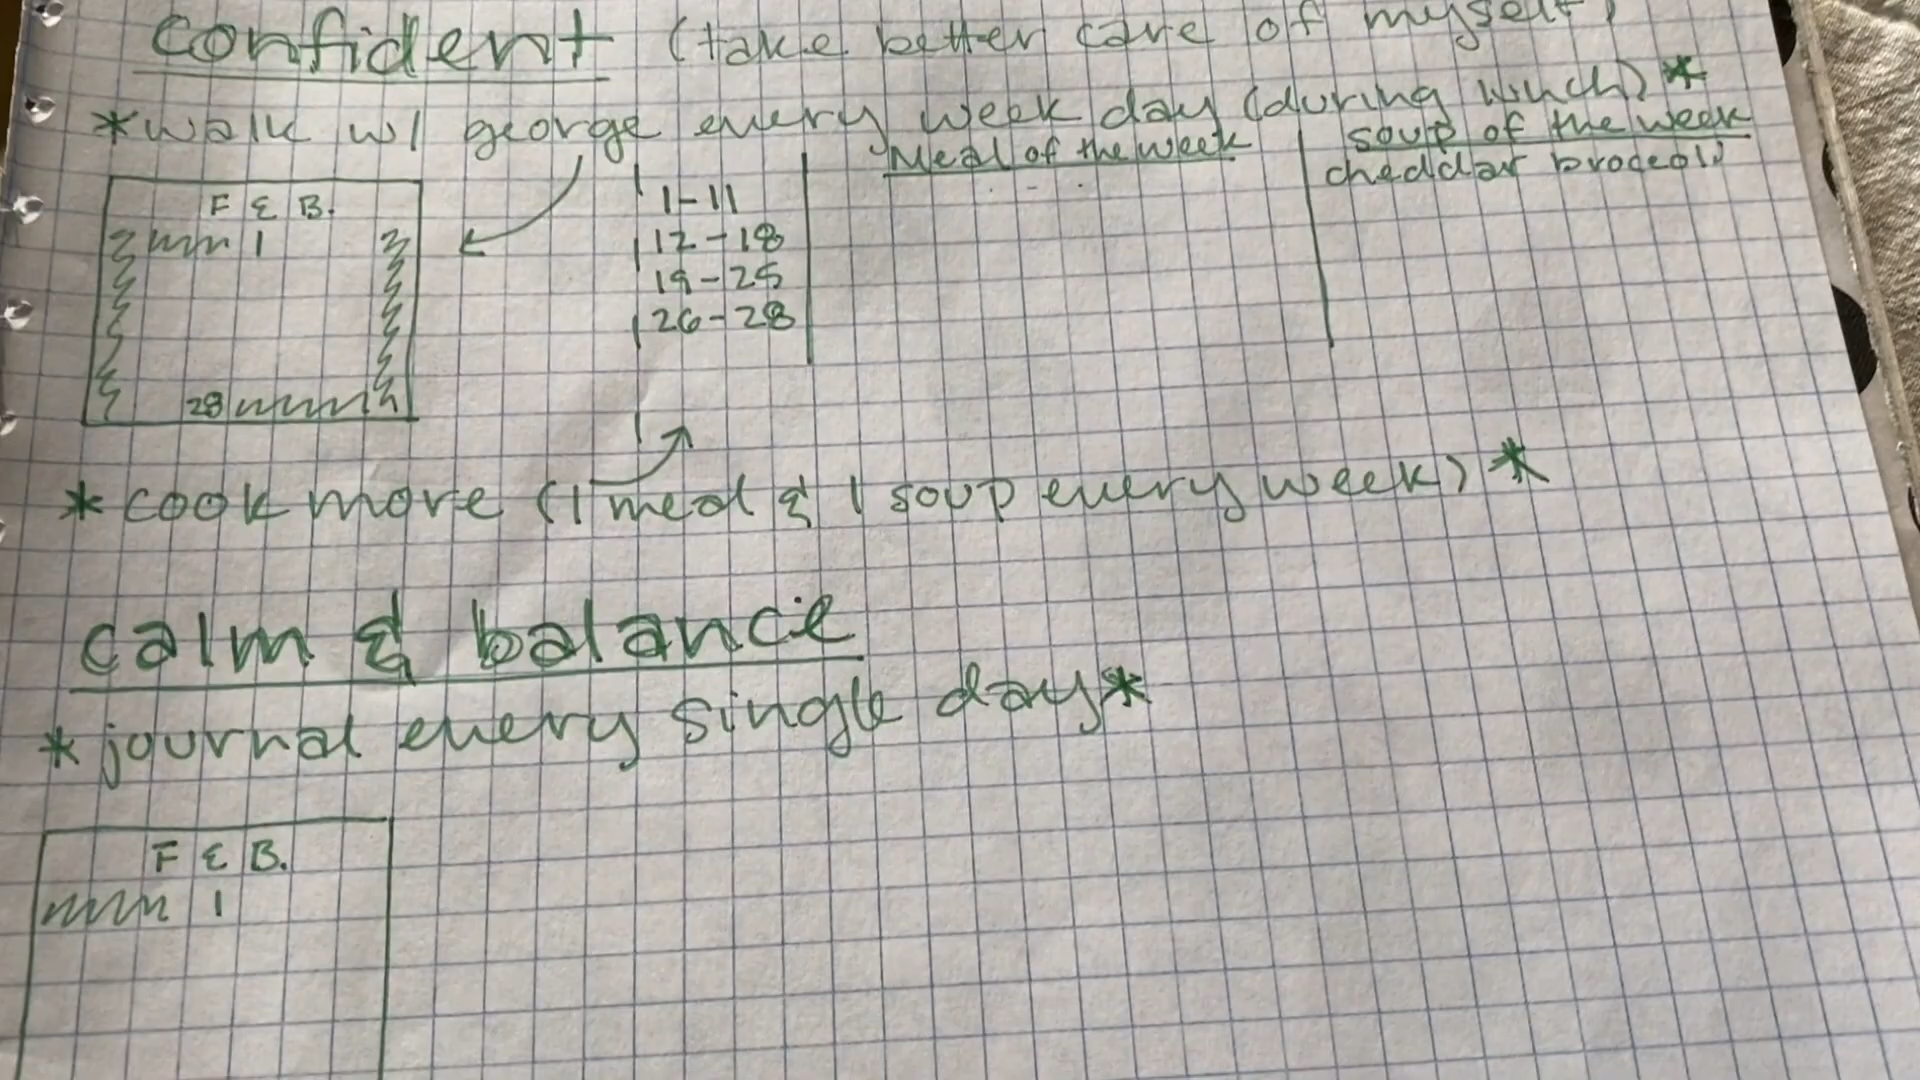 confident (take better care of myself)
*walk w/ george every week day (during lunch)*
F & B.
1
28
1-11
12-18
19-25
26-28
Meal of the week
soup of the week
cheddar brocoli
*cook more (1 meal & 1 soup every week)*
calm & balance
*journal every single day*
F & B.
1